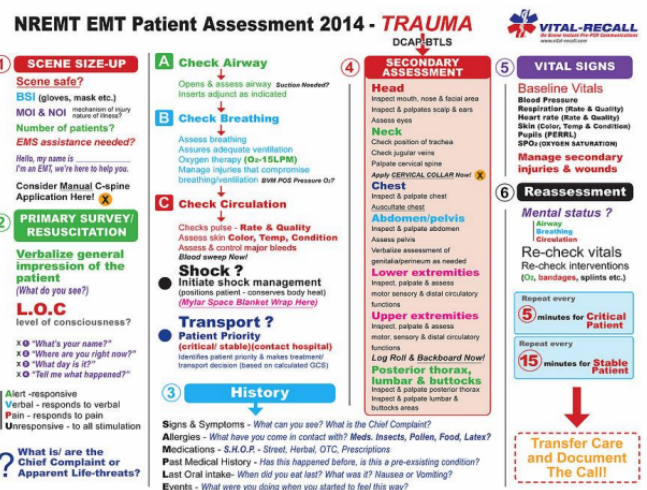 NREMT EMT Patient Assessment 2014 - TRAUMA
DCAP-BTLS
VITAL-RECALL
On Scene Instant Pre-PCR Communications
www.vital-recall.com
1 SCENE SIZE-UP
Scene safe?
BSI (gloves, mask etc.)
MOI & NOI mechanism of injury
nature of illness?
Number of patients?
EMS assistance needed?
Hello, my name is
I'm an EMT, we're here to help you.
Consider Manual C-spine
Application Here! X
2 PRIMARY SURVEY/
RESUSCITATION
Verbalize general
impression of the
patient
(What do you see?)
L.O.C
level of consciousness?
"What's your name?"
"Where are you right now?"
"What day is it?"
"Tell me what happened?"
Alert -responsive
Verbal - responds to verbal
Pain - responds to pain
Unresponsive - to all stimulation
? What is/ are the
Chief Complaint or
Apparent Life-threats?
A Check Airway
Opens & assess airway Suction Needed?
Inserts adjunct as indicated
B Check Breathing
Assess breathing
Assures adequate ventilation
Oxygen therapy (O2-15LPM)
Manage injuries that compromise
breathing/ventilation BVM POS Pressure O2?
C Check Circulation
Checks pulse - Rate & Quality
Assess skin Color, Temp, Condition
Assess & control major bleeds
Blood sweep Now!
Shock ?
Initiate shock management
(positions patient - conserves body heat)
(Mylar Space Blanket Wrap Here)
Transport ?
Patient Priority
(critical/ stable)(contact hospital)
Identifies patient priority & makes treatment/
transport decision (based on calculated GCS)
3 History
Signs & Symptoms - What can you see? What is the Chief Complaint?
Allergies - What have you come in contact with? Meds. Insects, Pollen, Food, Latex?
Medications - S.H.O.P. - Street, Herbal, OTC, Prescriptions
Past Medical History - Has this happened before, is this a pre-existing condition?
Last Oral intake- When did you eat last? What was it? Nausea or Vomiting?
Events - What were you doing when you started to feel this way?
4 SECONDARY
ASSESSMENT
Head
Inspect mouth, nose & facial area
Inspect & palpates scalp & ears
Assess eyes
Neck
Check position of trachea
Check jugular veins
Palpate cervical spine
Apply CERVICAL COLLAR Now! X
Chest
Inspect & palpate chest
Auscultate chest
Abdomen/pelvis
Inspect & palpate abdomen
Assess pelvis
Verbalize assessment of
genitalia/perineum as needed
Lower extremities
Inspect, palpate & assess
motor sensory & distal circulatory
functions
Upper extremities
Inspect, palpate & assess
motor, sensory & distal circulatory
functions
Log Roll & Backboard Now!
Posterior thorax,
lumbar & buttocks
Inspect & palpate posterior thorax
Inspect & palpate lumbar &
buttocks areas
5 VITAL SIGNS
Baseline Vitals
Blood Pressure
Respiration (Rate & Quality)
Heart rate (Rate & Quality)
Skin (Color, Temp & Condition)
Pupils (PERRL)
SPO2 (OXYGEN SATURATION)
Manage secondary
injuries & wounds
6 Reassessment
Mental status ?
Airway
Breathing
Circulation
Re-check vitals
Re-check interventions
(O2, bandages, splints etc.)
Repeat every
5 minutes for Critical
Patient
Repeat every
15 minutes for Stable
Patient
Transfer Care
and Document
The Call!